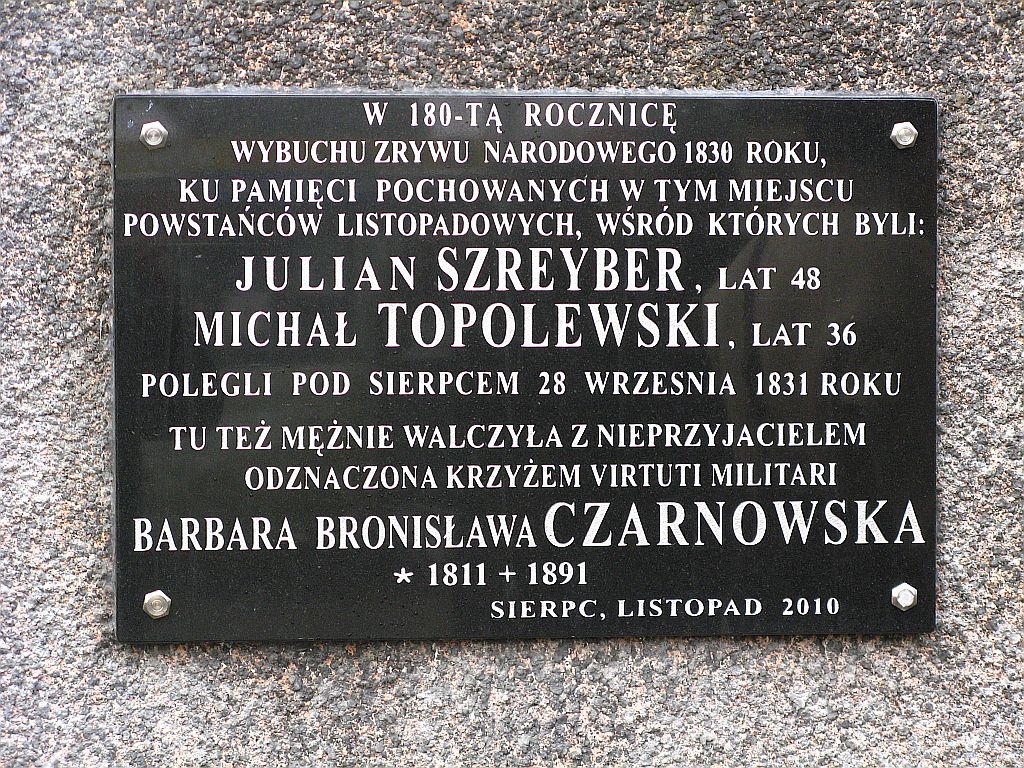 W 180-TĄ ROCZNICĘ
WYBUCHU ZRYWU NARODOWEGO 1830 ROKU,
KU PAMIĘCI POCHOWANYCH W TYM MIEJSCU
POWSTAŃCÓW LISTOPADOWYCH, WŚRÓD KTÓRYCH BYLI:
JULIAN SZREYBER, LAT 48
MICHAŁ TOPOLEWSKI, LAT 36
POLEGLI POD SIERPCEM 28 WRZESNIA 1831 ROKU
TU TEŻ MĘŻNIE WALCZYŁA Z NIEPRZYJACIELEM
ODZNACZONA KRZYŻEM VIRTUTI MILITARI
BARBARA BRONISŁAWA CZARNOWSKA
* 1811 + 1891
SIERPC, LISTOPAD 2010